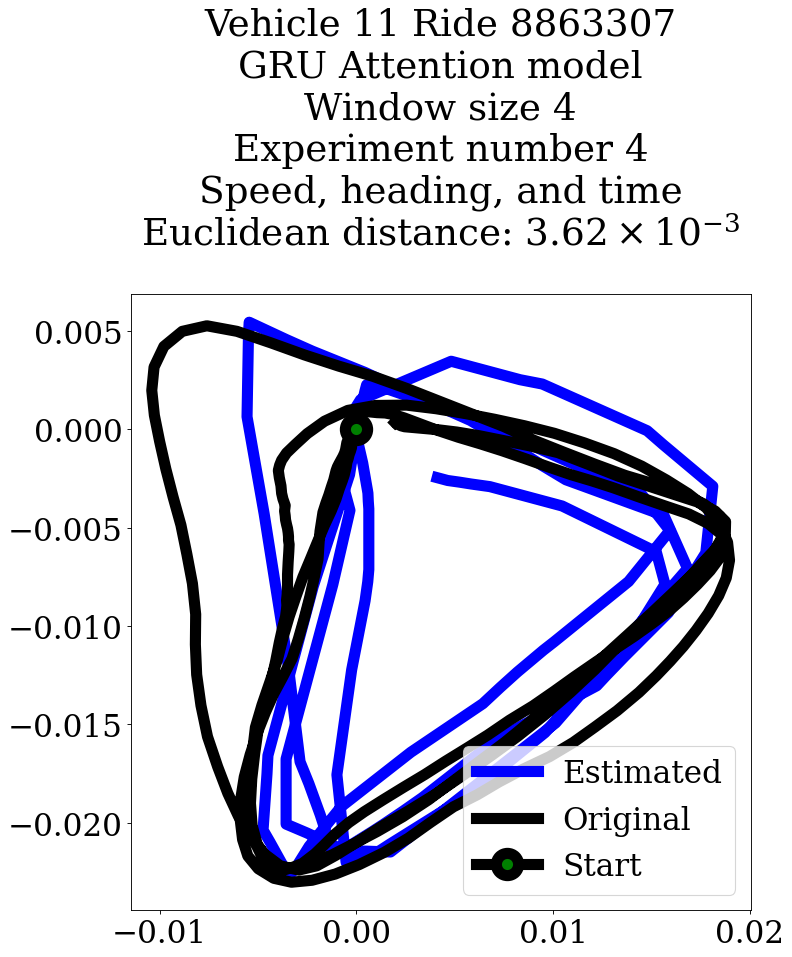 Vehicle 11 Ride 8863307
GRU Attention model
Window size 4
Experiment number 4
Speed, heading, and time
Euclidean distance: 3.62 × 10⁻³
0.005
0.000
−0.005
−0.010
−0.015
−0.020
Estimated
Original
Start
−0.01 0.00 0.01 0.02